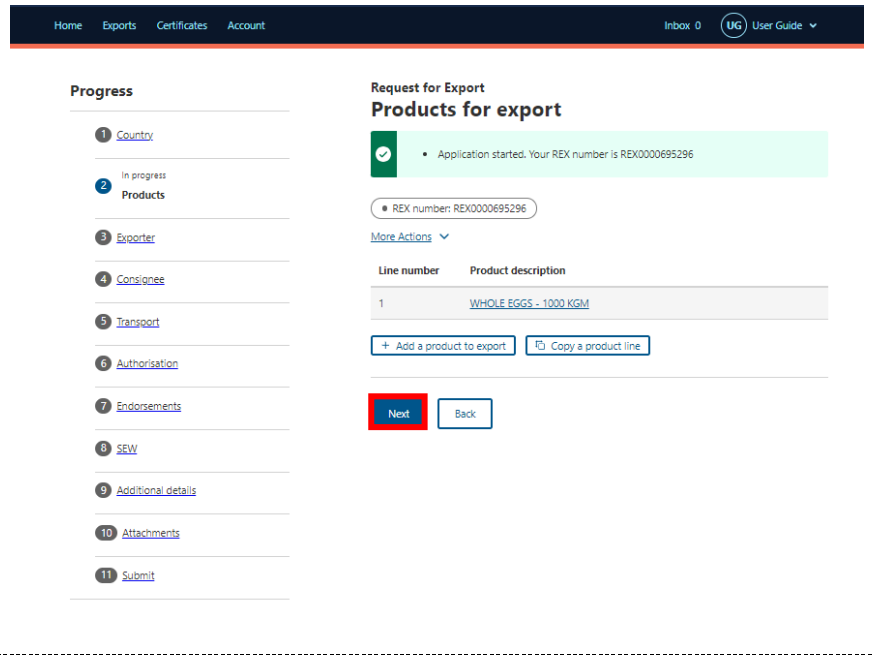 Home Exports Certificates Account Inbox 0 UG User Guide
Progress
1 Country
In progress
2 Products
3 Exporter
4 Consignee
5 Transport
6 Authorisation
7 Endorsements
8 SEW
9 Additional details
10 Attachments
11 Submit
Request for Export
Products for export
• Application started. Your REX number is REX0000695296
REX number: REX0000695296
More Actions
Line number Product description
1 WHOLE EGGS - 1000 KGM
+ Add a product to export Copy a product line
Next Back